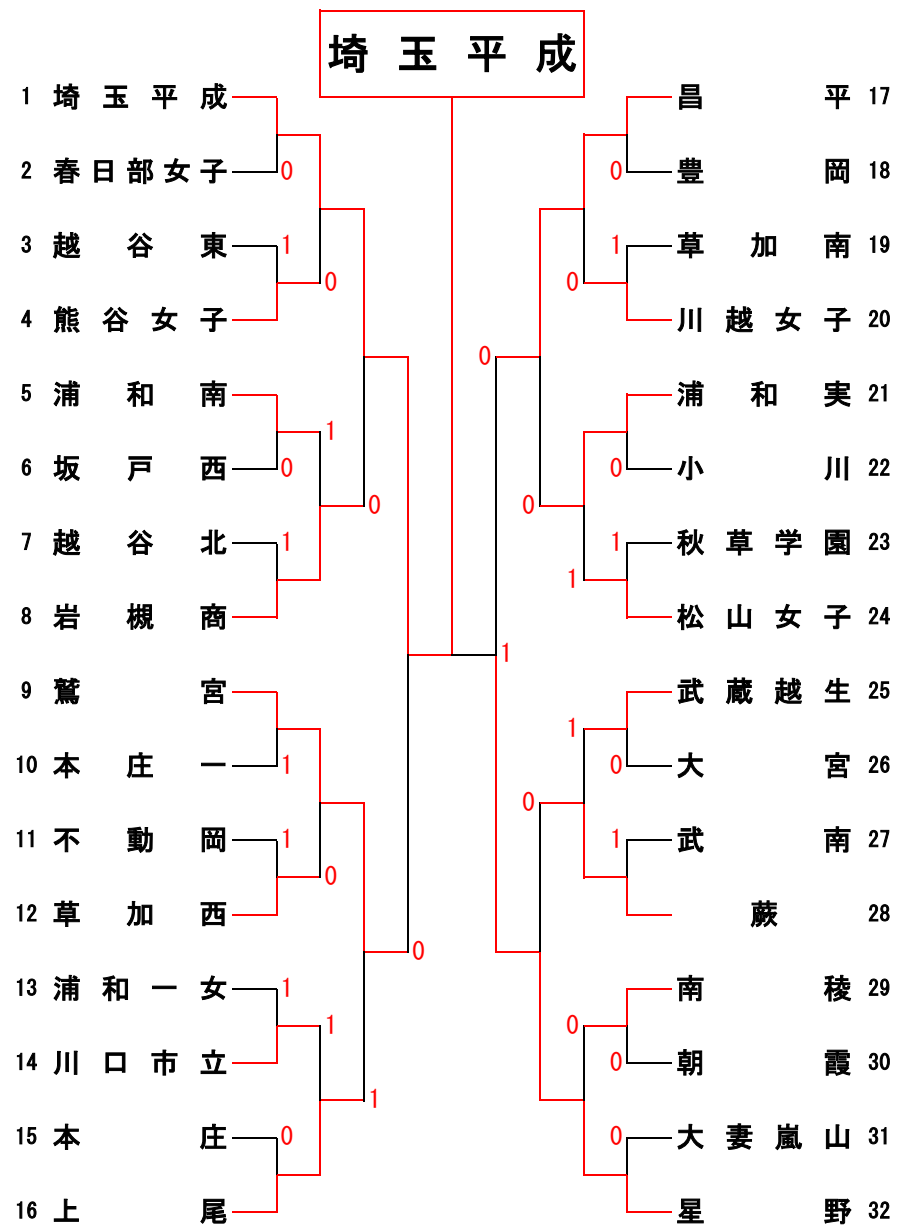 埼玉平成
1 埼玉平成
2 春日部女子
0
3 越谷東
1
0
4 熊谷女子
5 浦和南
1
6 坂戸西
0
0
7 越谷北
1
8 岩槻商
9 鷲宮
10 本庄一
1
11 不動岡
1
0
12 草加西
0
13 浦和一女
1
1
14 川口市立
1
15 本庄
0
16 上尾
昌平 17
0
豊岡 18
1
草加南 19
0
川越女子 20
0
浦和実 21
0
小川 22
0
1
秋草学園 23
1
松山女子 24
1
武蔵越生 25
1
0
大宮 26
0
1
武南 27
蕨 28
南稜 29
0
0
朝霞 30
0
大妻嵐山 31
星野 32